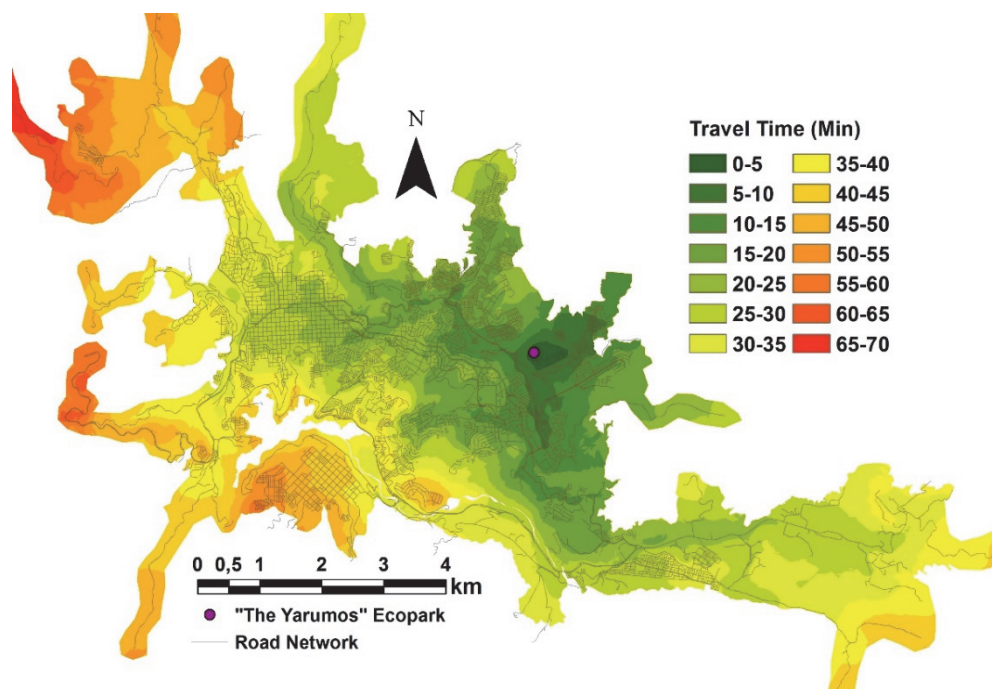 N
Travel Time (Min)
0-5
5-10
10-15
15-20
20-25
25-30
30-35
35-40
40-45
45-50
50-55
55-60
60-65
65-70
0 0,5 1 2 3 4
km
"The Yarumos" Ecopark
Road Network